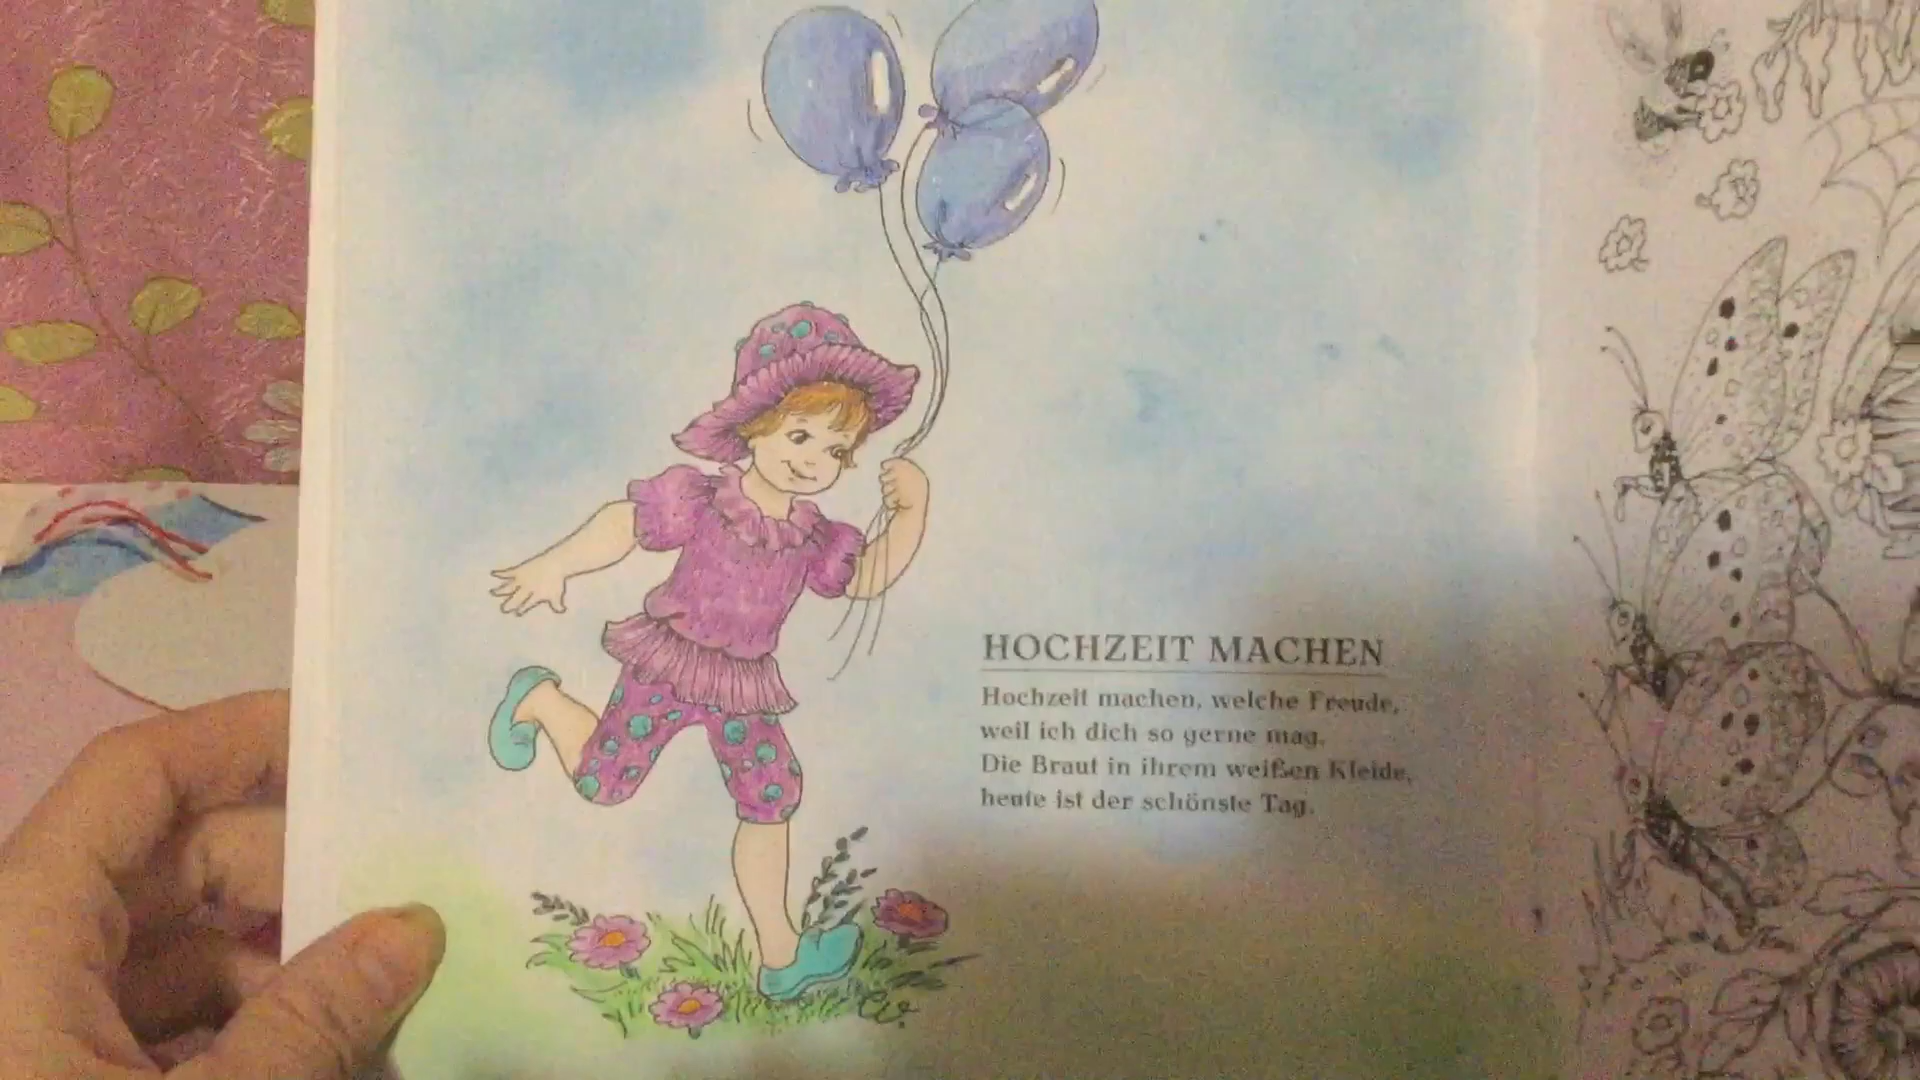 HOCHZEIT MACHEN
Hochzeit machen, welche Freude,
weil ich dich so gerne mag.
Die Braut in ihrem weißen Kleide,
heute ist der schönste Tag.